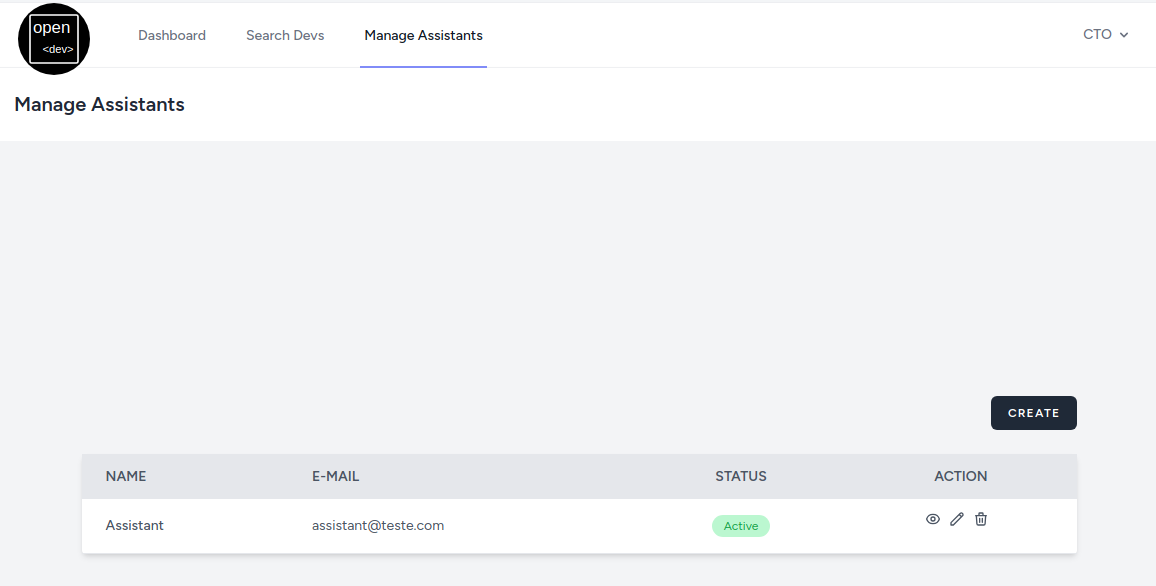 open
<dev>
Dashboard
Search Devs
Manage Assistants
CTO
Manage Assistants
CREATE
NAME
E-MAIL
STATUS
ACTION
Assistant
assistant@teste.com
Active